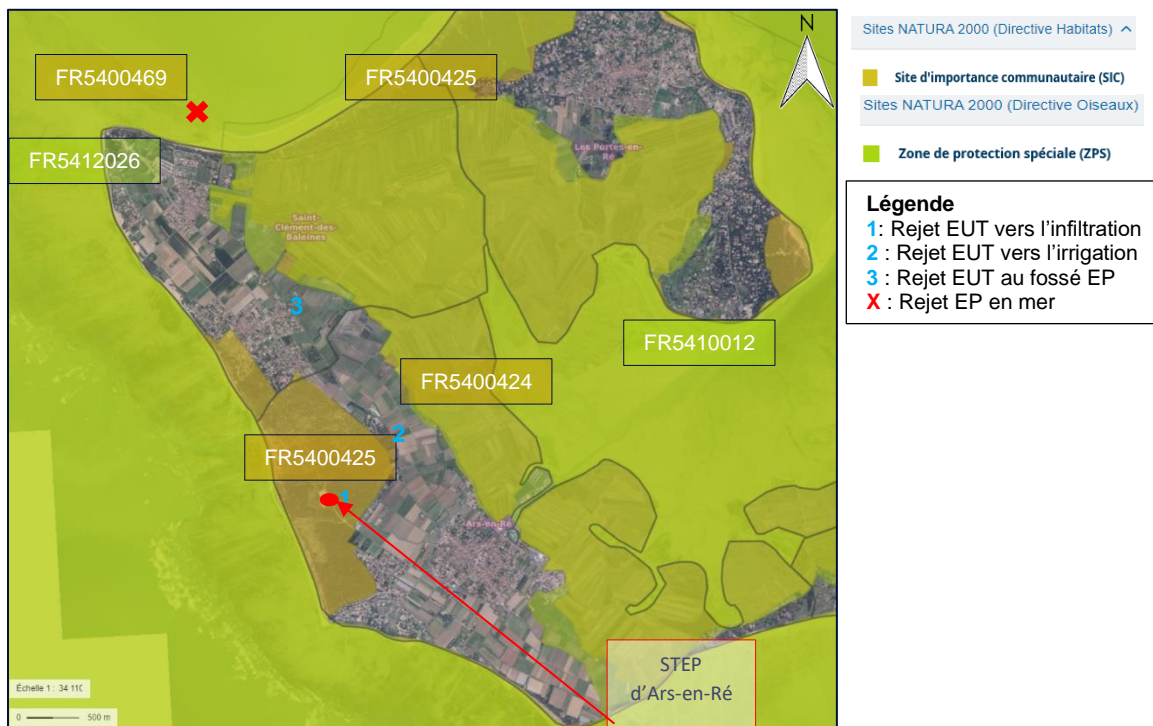 FR5400469
FR5400425
N
FR5412026
Les Portes-en-
Ré
Saint-
Clément-des-
Baleines
3
FR5410012
FR5400424
2
FR5400425
1
Ars-en-Ré
STEP
d'Ars-en-Ré
Échelle 1 : 34 110
0 500 m
Sites NATURA 2000 (Directive Habitats)
Site d'importance communautaire (SIC)
Sites NATURA 2000 (Directive Oiseaux)
Zone de protection spéciale (ZPS)
Légende
1: Rejet EUT vers l'infiltration
2 : Rejet EUT vers l'irrigation
3 : Rejet EUT au fossé EP
X : Rejet EP en mer